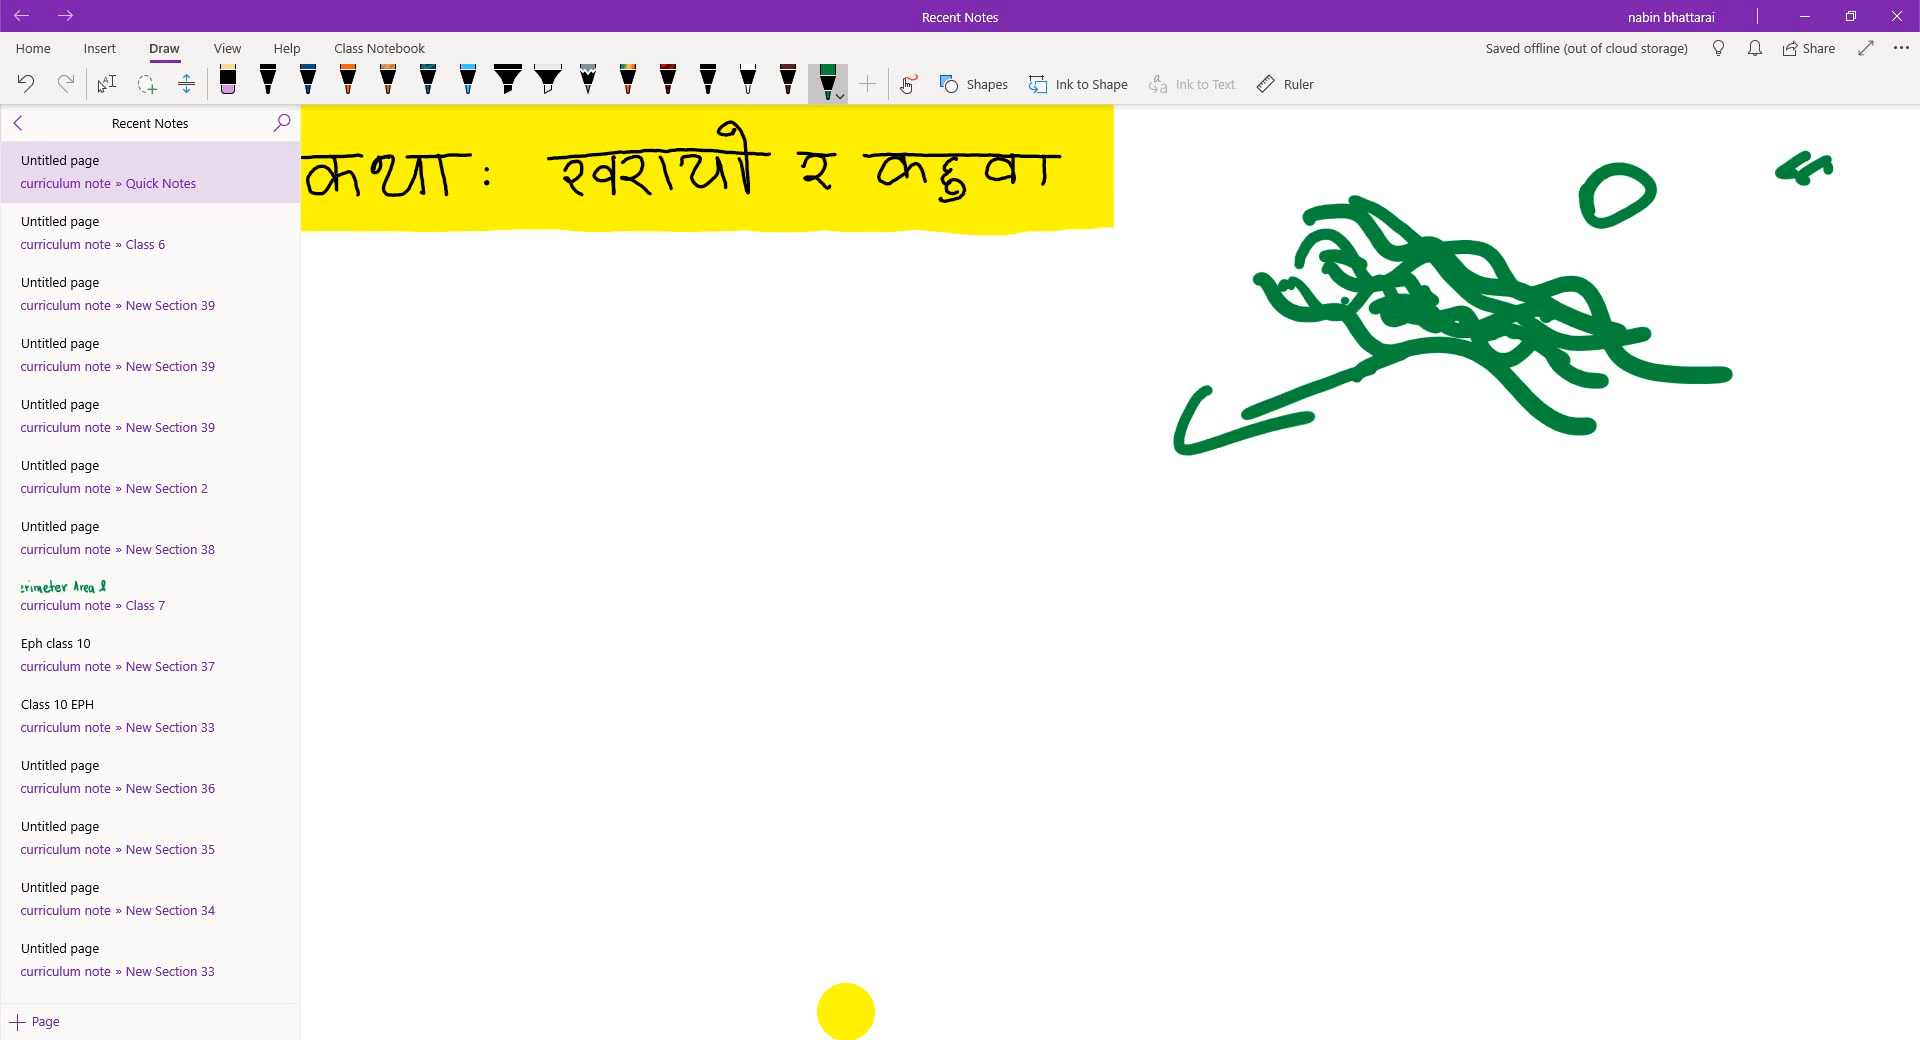 Recent Notes
nabin bhattarai
Home Insert Draw View Help Class Notebook
Saved offline (out of cloud storage)
Share
Shapes Ink to Shape Ink to Text Ruler
Recent Notes
Untitled page
curriculum note » Quick Notes
Untitled page
curriculum note » Class 6
Untitled page
curriculum note » New Section 39
Untitled page
curriculum note » New Section 39
Untitled page
curriculum note » New Section 39
Untitled page
curriculum note » New Section 2
Untitled page
curriculum note » New Section 38
erimeter Area &
curriculum note » Class 7
Eph class 10
curriculum note » New Section 37
Class 10 EPH
curriculum note » New Section 33
Untitled page
curriculum note » New Section 36
Untitled page
curriculum note » New Section 35
Untitled page
curriculum note » New Section 34
Untitled page
curriculum note » New Section 33
Page
कथा : खरायो र कछुवा